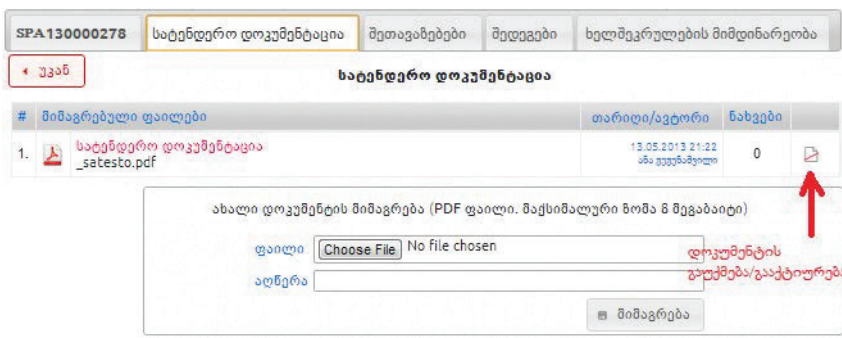 SPA130000278 სატენდერო დოკუმენტაცია შეთავაზებები შედეგები ხელშეკრულების მიმდინარეობა
უკან
სატენდერო დოკუმენტაცია
# მიმაგრებული ფაილები თარიღი/ავტორი ნახვები
1. სატენდერო დოკუმენტაცია 13.05.2013 21:22 0
_satesto.pdf ანა
ახალი დოკუმენტის მიმაგრება (PDF ფაილი. მაქსიმალური ზომა 8 მეგაბაიტი)
ფაილი Choose File No file chosen
დოკუმენტის
გაუქმება/გააქტიურება
აღწერა
მიმაგრება